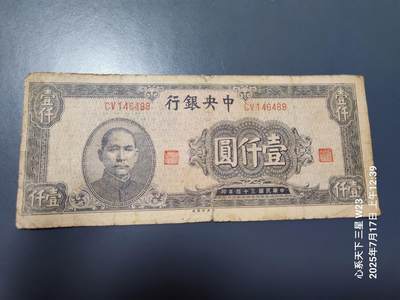 壹仟
CV146488
行銀央中
CV146488
壹仟
圓仟壹
仟壹
仟壹
心系天下 三星 W23
2025年7月17日 上午12:39